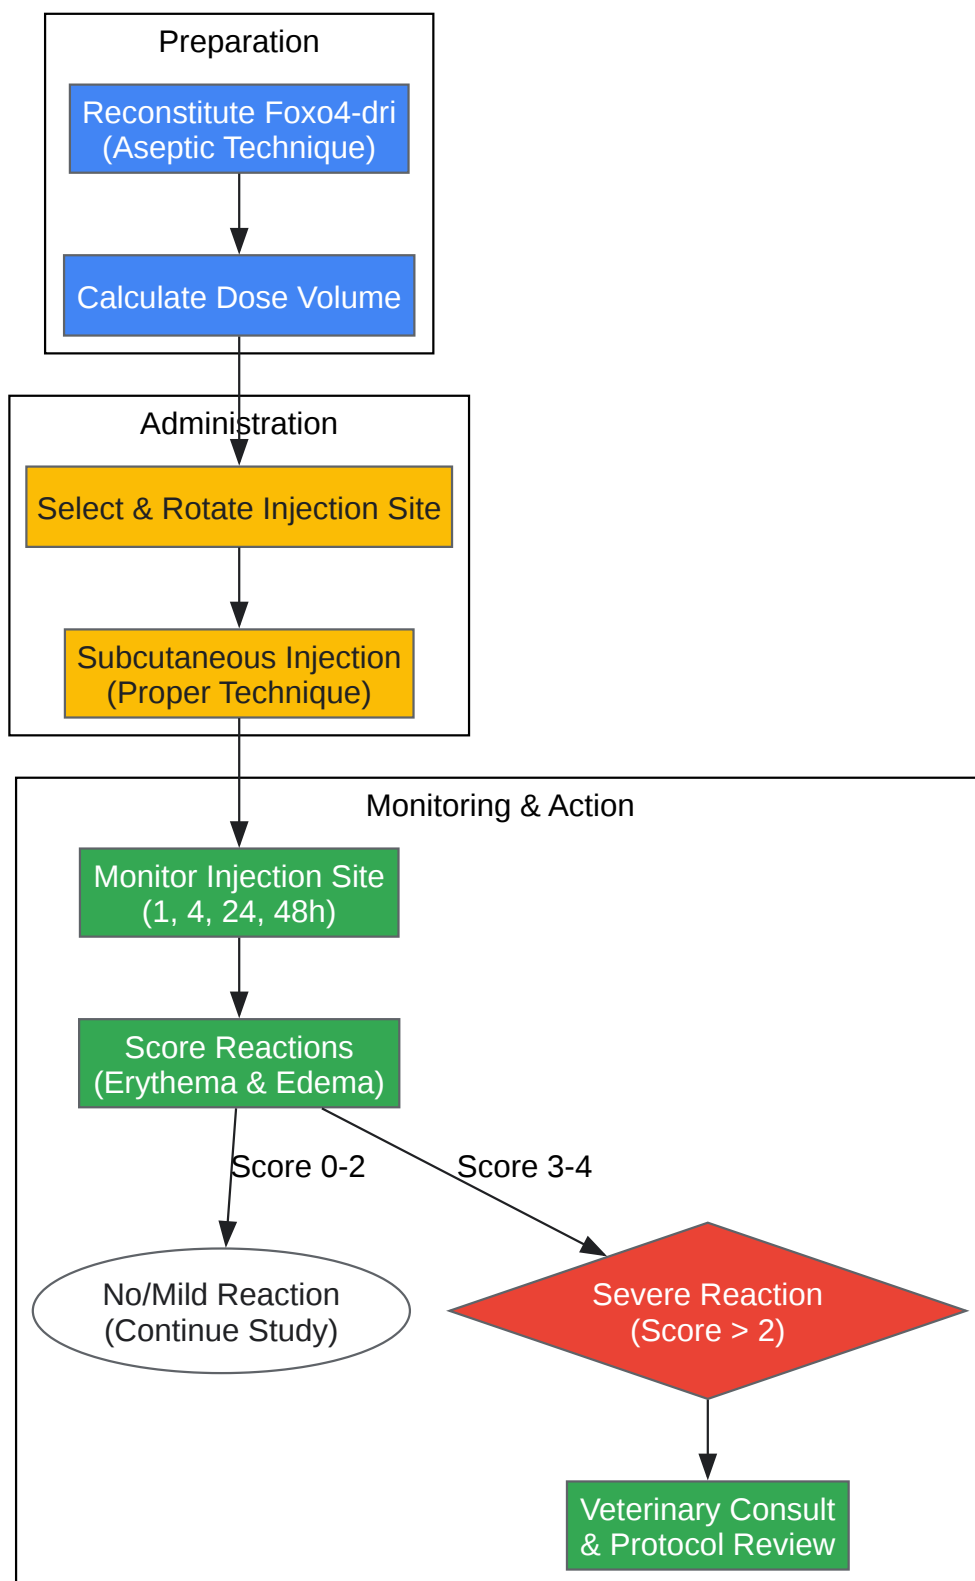 Preparation
Reconstitute Foxo4-dri
(Aseptic Technique)
Calculate Dose Volume
Administration
Select & Rotate Injection Site
Subcutaneous Injection
(Proper Technique)
Monitoring & Action
Monitor Injection Site
(1, 4, 24, 48h)
Score Reactions
(Erythema & Edema)
Score 0-2
Score 3-4
No/Mild Reaction
(Continue Study)
Severe Reaction
(Score > 2)
Veterinary Consult
& Protocol Review